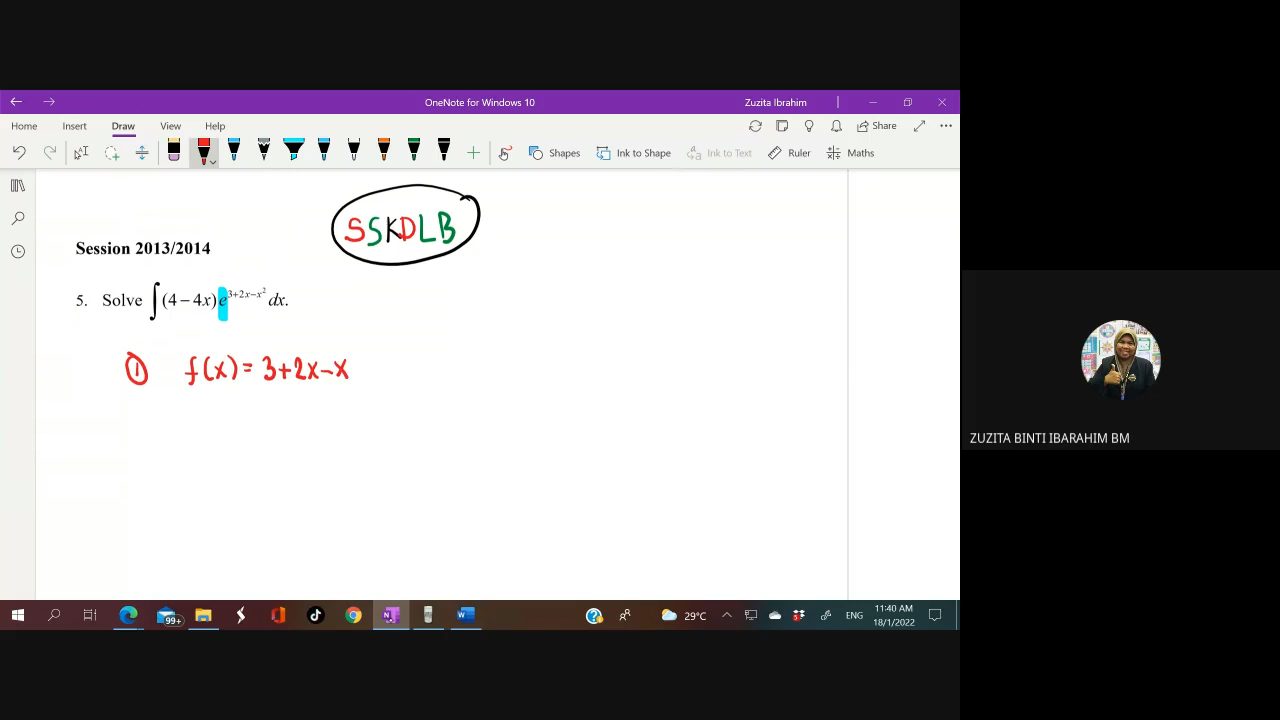 OneNote for Windows 10
Zuzita Ibrahim
Home Insert Draw View Help
Share
Shapes Ink to Shape Ink to Text Ruler Maths
SSKDLB
Session 2013/2014
5. Solve ∫(4 − 4x)e^{3+2x−x²} dx.
① f(x) = 3+2x−x
ZUZITA BINTI IBARAHIM BM
99+
29°C
5
ENG
11:40 AM
18/1/2022